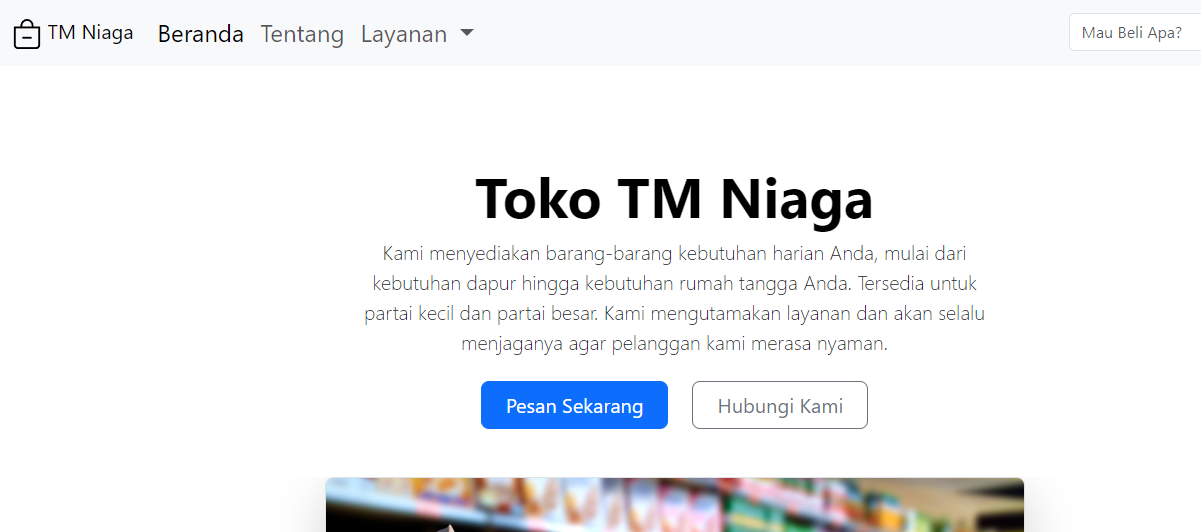 TM Niaga Beranda Tentang Layanan Mau Beli Apa?
Toko TM Niaga
Kami menyediakan barang-barang kebutuhan harian Anda, mulai dari
kebutuhan dapur hingga kebutuhan rumah tangga Anda. Tersedia untuk
partai kecil dan partai besar. Kami mengutamakan layanan dan akan selalu
menjaganya agar pelanggan kami merasa nyaman.
Pesan Sekarang Hubungi Kami